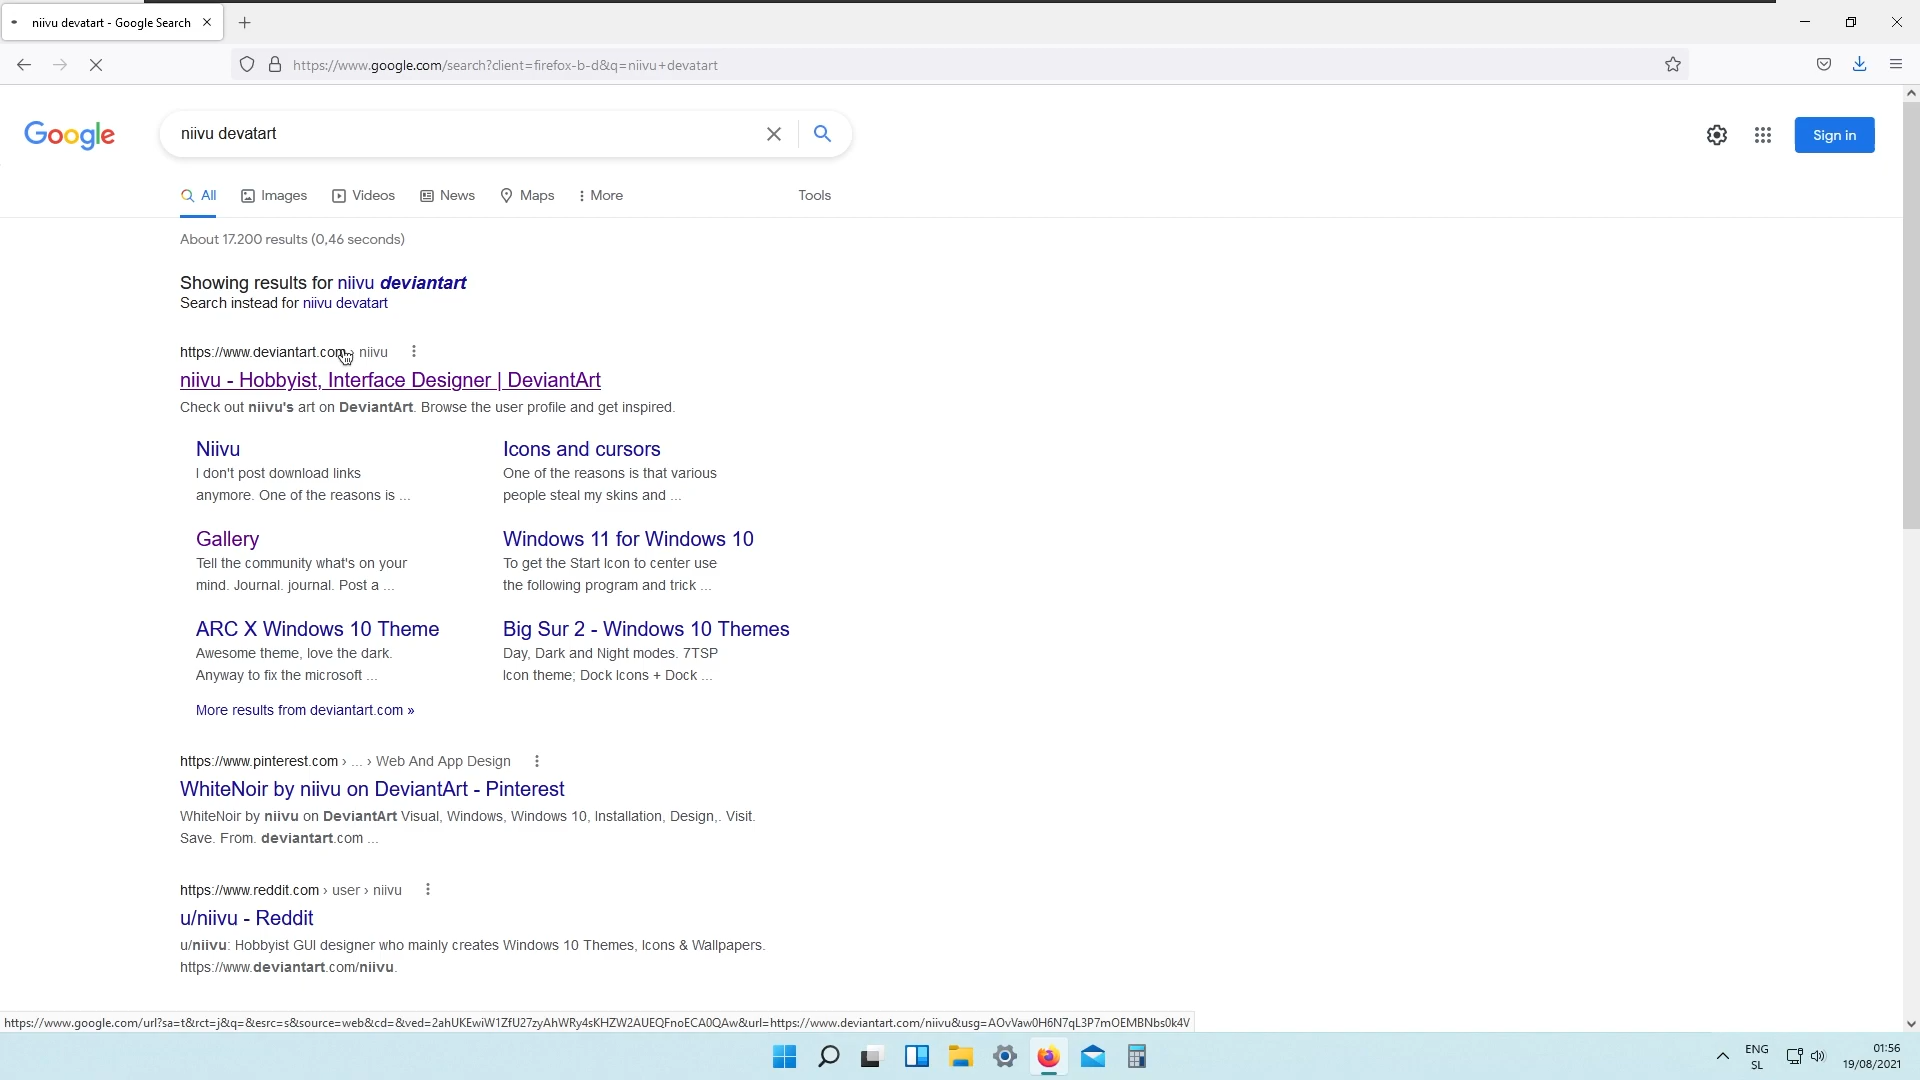 niivu devatart - Google Search
https://www.google.com/search?client=firefox-b-d&q=niivu+devatart
Google
niivu devatart
Sign in
All
Images
Videos
News
Maps
More
Tools
About 17.200 results (0,46 seconds)
Showing results for niivu deviantart
Search instead for niivu devatart
https://www.deviantart.com › niivu
niivu - Hobbyist, Interface Designer | DeviantArt
Check out niivu's art on DeviantArt. Browse the user profile and get inspired.
Niivu
I don't post download links
anymore. One of the reasons is ...
Icons and cursors
One of the reasons is that various
people steal my skins and ...
Gallery
Tell the community what's on your
mind. Journal. journal. Post a ...
Windows 11 for Windows 10
To get the Start Icon to center use
the following program and trick ...
ARC X Windows 10 Theme
Awesome theme, love the dark.
Anyway to fix the microsoft ...
Big Sur 2 - Windows 10 Themes
Day, Dark and Night modes. 7TSP
Icon theme; Dock Icons + Dock ...
More results from deviantart.com »
https://www.pinterest.com › ... › Web And App Design
WhiteNoir by niivu on DeviantArt - Pinterest
WhiteNoir by niivu on DeviantArt Visual, Windows, Windows 10, Installation, Design,. Visit.
Save. From. deviantart.com ...
https://www.reddit.com › user › niivu
u/niivu - Reddit
u/niivu: Hobbyist GUI designer who mainly creates Windows 10 Themes, Icons & Wallpapers.
https://www.deviantart.com/niivu.
https://www.google.com/url?sa=t&rct=j&q=&esrc=s&source=web&cd=&ved=2ahUKEwiW1ZfU27zyAhWRy4sKHZW2AUEQFnoECA0QAw&url=https://www.deviantart.com/niivu&usg=AOvVaw0H6N7qL3P7mOEMBNbs0k4V
ENG
SL
01:56
19/08/2021